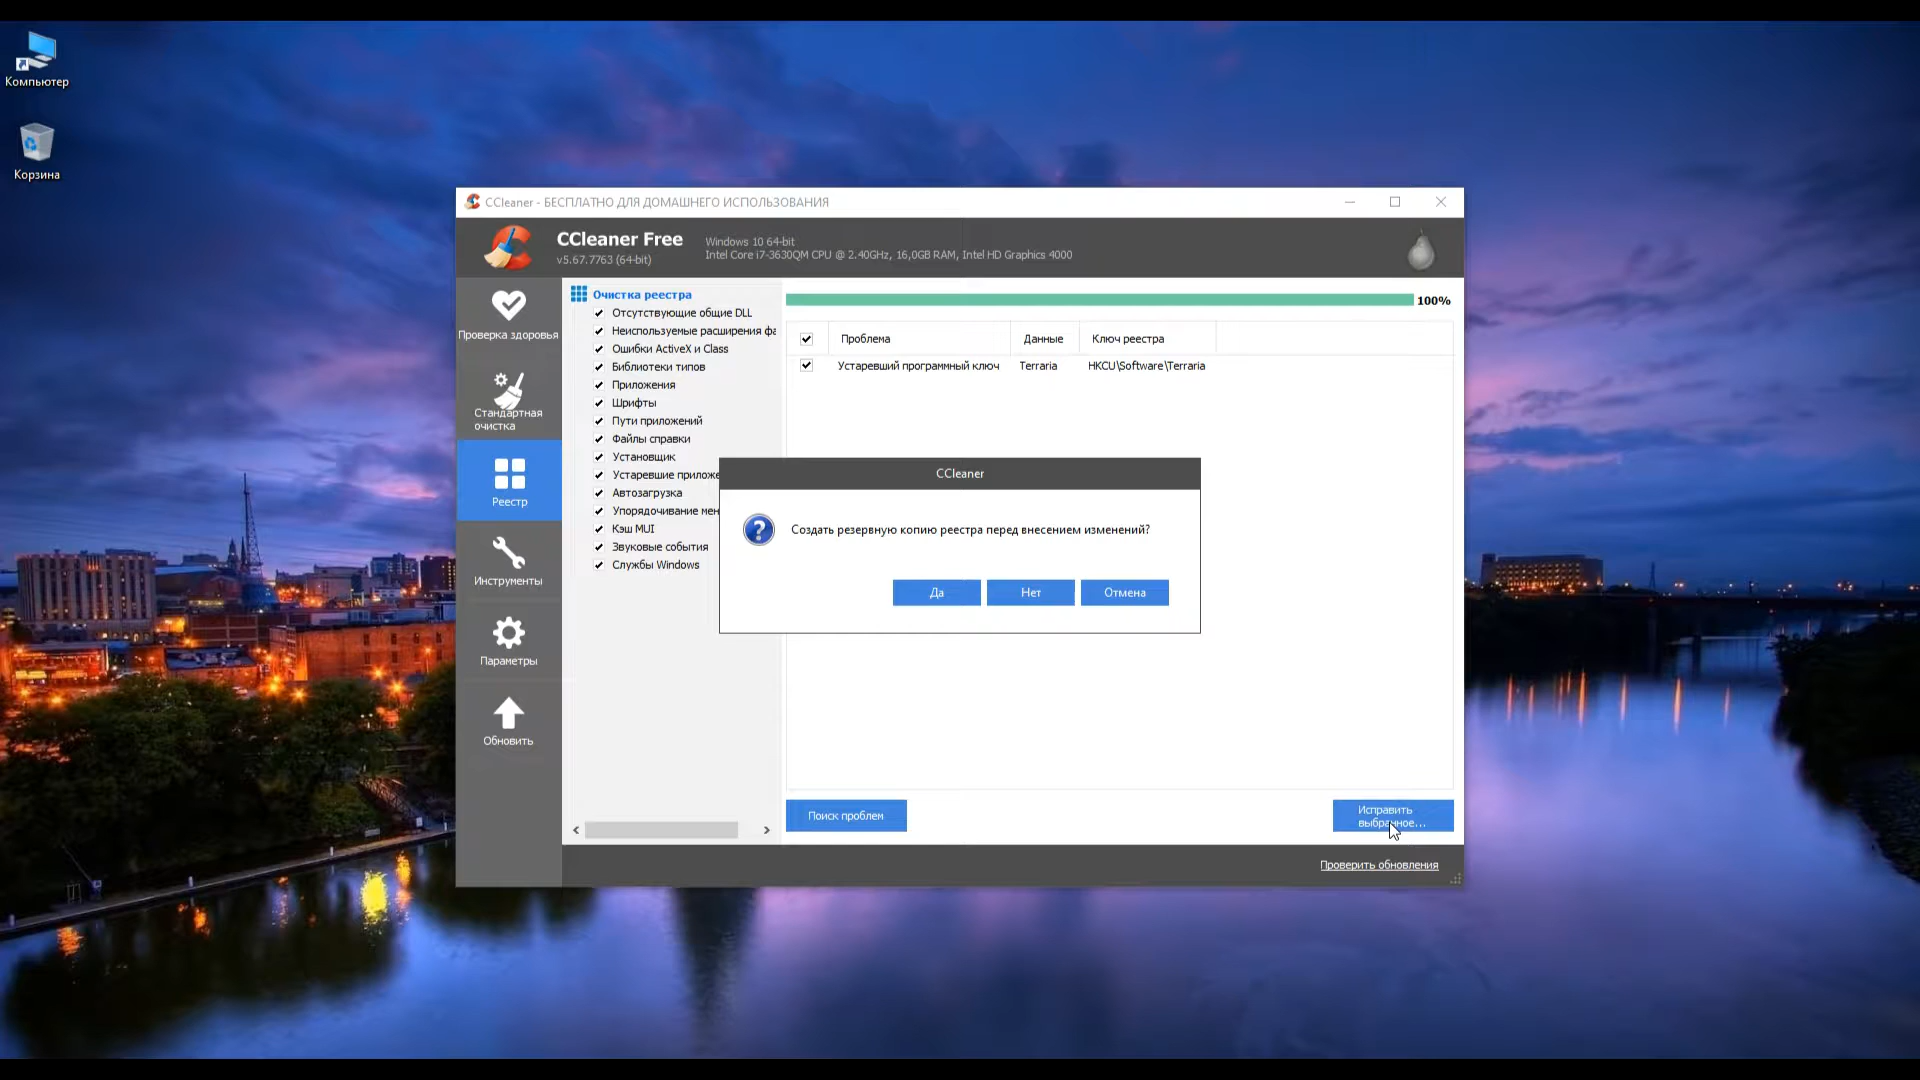 Компьютер
Корзина
CCleaner - БЕСПЛАТНО ДЛЯ ДОМАШНЕГО ИСПОЛЬЗОВАНИЯ
CCleaner Free
v5.67.7763 (64-bit)
Windows 10 64-bit
Intel Core i7-3630QM CPU @ 2.40GHz, 16,0GB RAM, Intel HD Graphics 4000
Проверка здоровья
Стандартная
очистка
Реестр
Инструменты
Параметры
Обновить
Очистка реестра
Отсутствующие общие DLL
Неиспользуемые расширения фа
Ошибки ActiveX и Class
Библиотеки типов
Приложения
Шрифты
Пути приложений
Файлы справки
Установщик
Устаревшие приложе
Автозагрузка
Упорядочивание мен
Кэш MUI
Звуковые события
Службы Windows
100%
Проблема Данные Ключ реестра
Устаревший программный ключ Terraria HKCU\Software\Terraria
CCleaner
Создать резервную копию реестра перед внесением изменений?
Да Нет Отмена
Поиск проблем
Исправить
выбранное...
Проверить обновления